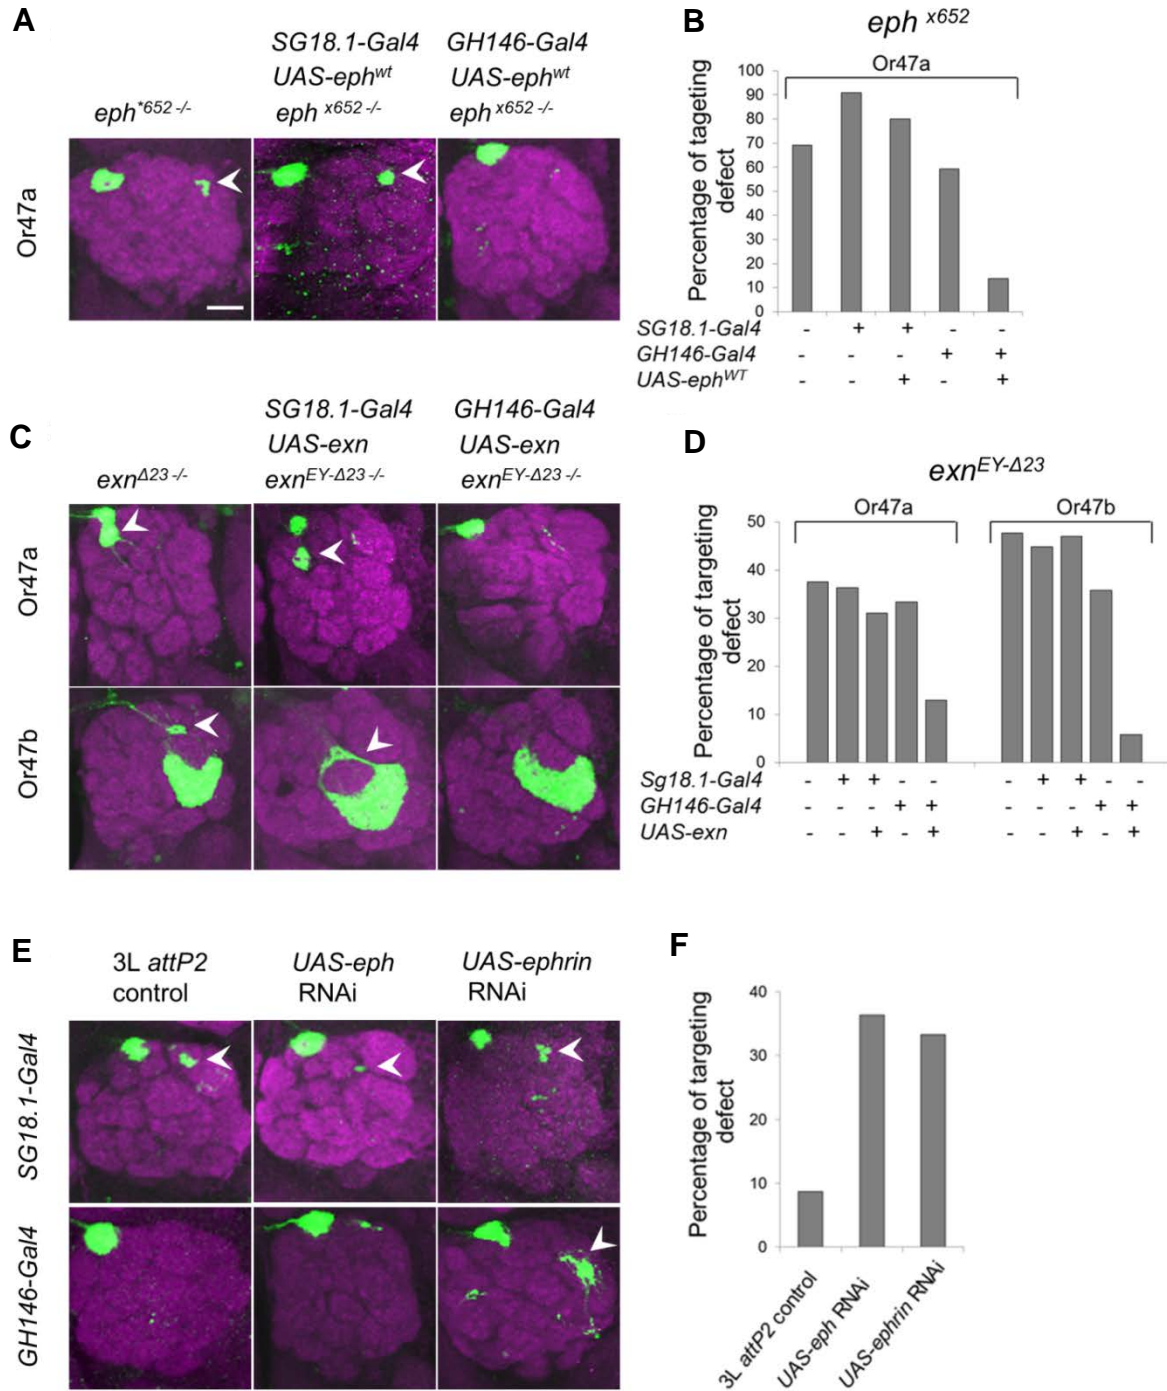 A
SG18.1-Gal4 GH146-Gal4
UAS-eph^wt UAS-eph^wt
eph^*652 -/- eph ^x652 -/- eph ^x652 -/-
Or47a
B
eph ^x652
Or47a
Percentage of tageting
defect
100
90
80
70
60
50
40
30
20
10
0
SG18.1-Gal4 - + + - -
GH146-Gal4 - - - + +
UAS-eph^WT - - + - +
C
SG18.1-Gal4 GH146-Gal4
UAS-exn UAS-exn
exn^Δ23 -/- exn^EY-Δ23 -/- exn^EY-Δ23 -/-
Or47a
Or47b
D
exn^EY-Δ23
Or47a Or47b
Percentage of targeting
defect
50
40
30
20
10
0
Sg18.1-Gal4 - + + - - - + + - -
GH146-Gal4 - - - + + - - - + +
UAS-exn - - + - + - - + - +
E
3L attP2 UAS-eph UAS-ephrin
control RNAi RNAi
SG18.1-Gal4
GH146-Gal4
F
Percentage of targeting
defect
40
30
20
10
0
3L attP2 control
UAS-eph RNAi
UAS-ephrin RNAi